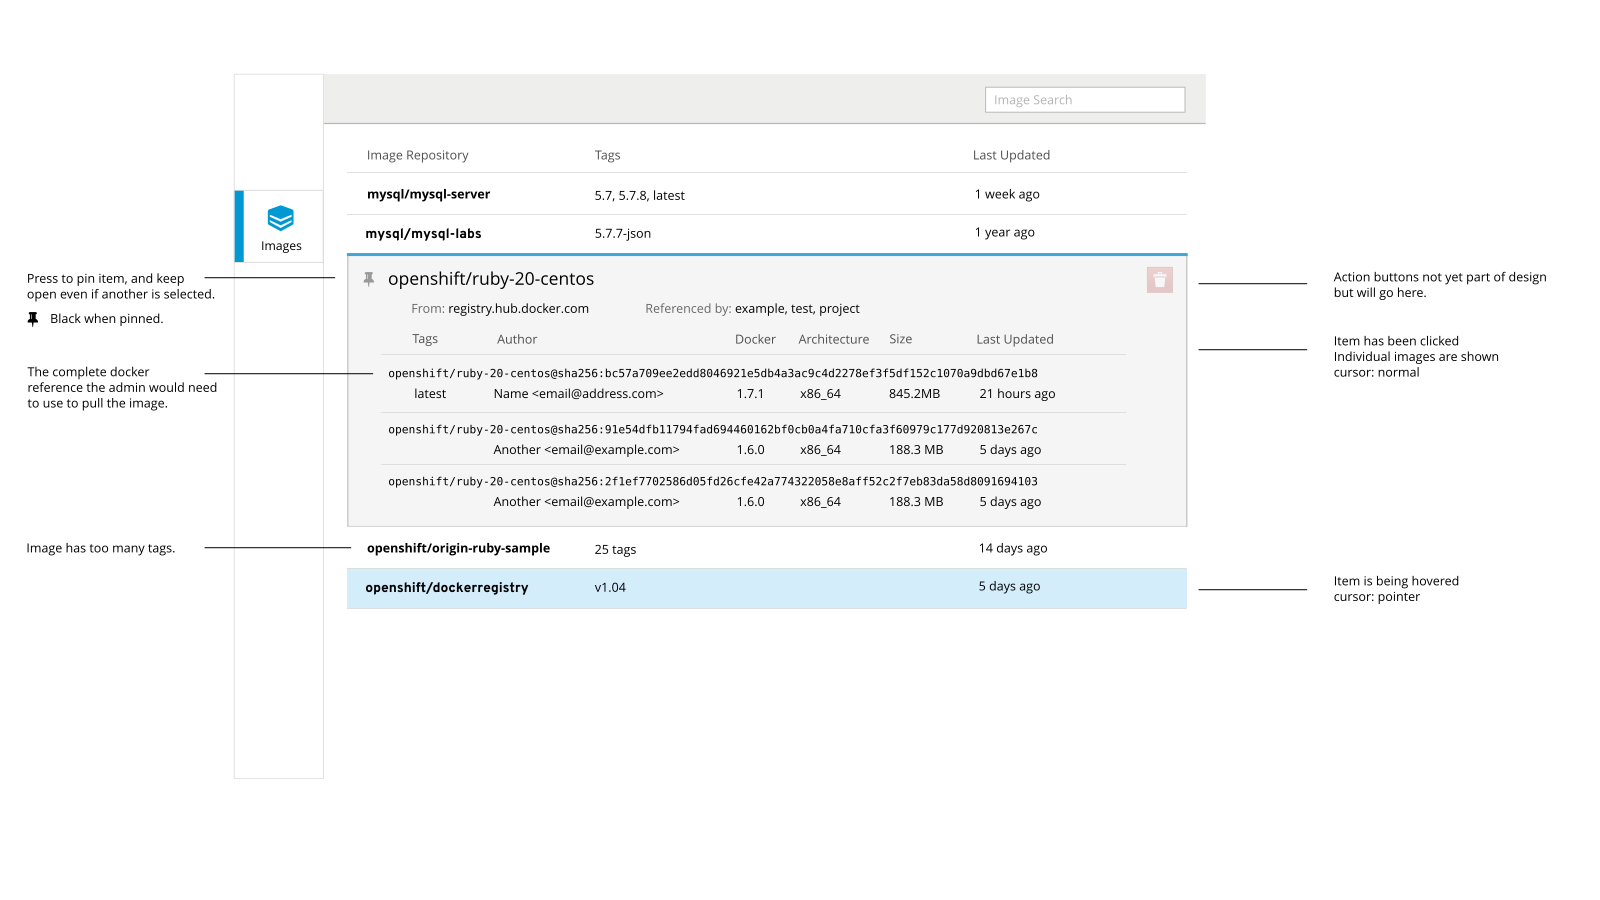 Image Search
Image Repository Tags Last Updated
mysql/mysql-server 5.7, 5.7.8, latest 1 week ago
mysql/mysql-labs 5.7.7-json 1 year ago
Images
Press to pin item, and keep
open even if another is selected.
Black when pinned.
openshift/ruby-20-centos
From: registry.hub.docker.com Referenced by: example, test, project
Action buttons not yet part of design
but will go here.
Tags Author Docker Architecture Size Last Updated
Item has been clicked
Individual images are shown
cursor: normal
The complete docker
reference the admin would need
to use to pull the image.
openshift/ruby-20-centos@sha256:bc57a709ee2edd8046921e5db4a3ac9c4d2278ef3f5df152c1070a9dbd67e1b8
latest Name <email@address.com> 1.7.1 x86_64 845.2MB 21 hours ago
openshift/ruby-20-centos@sha256:91e54dfb11794fad694460162bf0cb0a4fa710cfa3f60979c177d920813e267c
Another <email@example.com> 1.6.0 x86_64 188.3 MB 5 days ago
openshift/ruby-20-centos@sha256:2f1ef7702586d05fd26cfe42a774322058e8aff52c2f7eb83da58d8091694103
Another <email@example.com> 1.6.0 x86_64 188.3 MB 5 days ago
Image has too many tags.
openshift/origin-ruby-sample 25 tags 14 days ago
openshift/dockerregistry v1.04 5 days ago
Item is being hovered
cursor: pointer